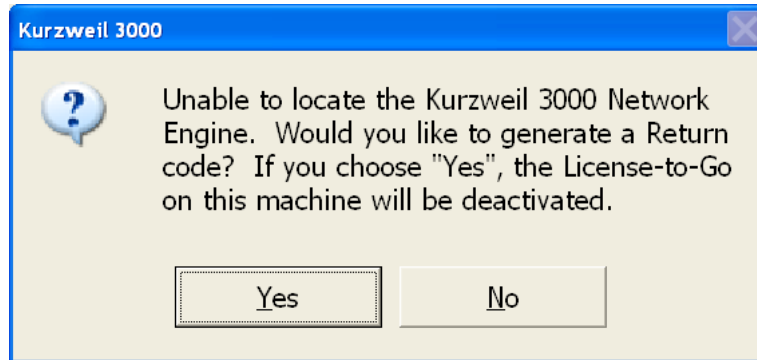 Kurzweil 3000
Unable to locate the Kurzweil 3000 Network
Engine.  Would you like to generate a Return
code?  If you choose "Yes", the License-to-Go
on this machine will be deactivated.
Yes
No